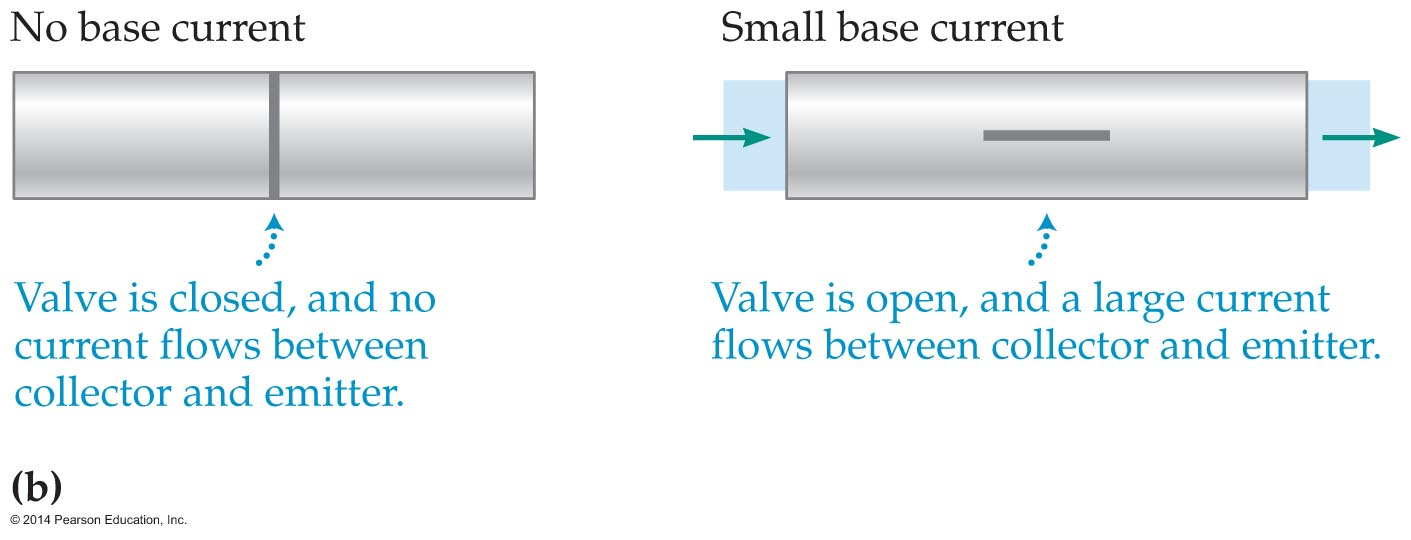 No base current
Small base current
Valve is closed, and no
current flows between
collector and emitter.
Valve is open, and a large current
flows between collector and emitter.
(b)
© 2014 Pearson Education, Inc.